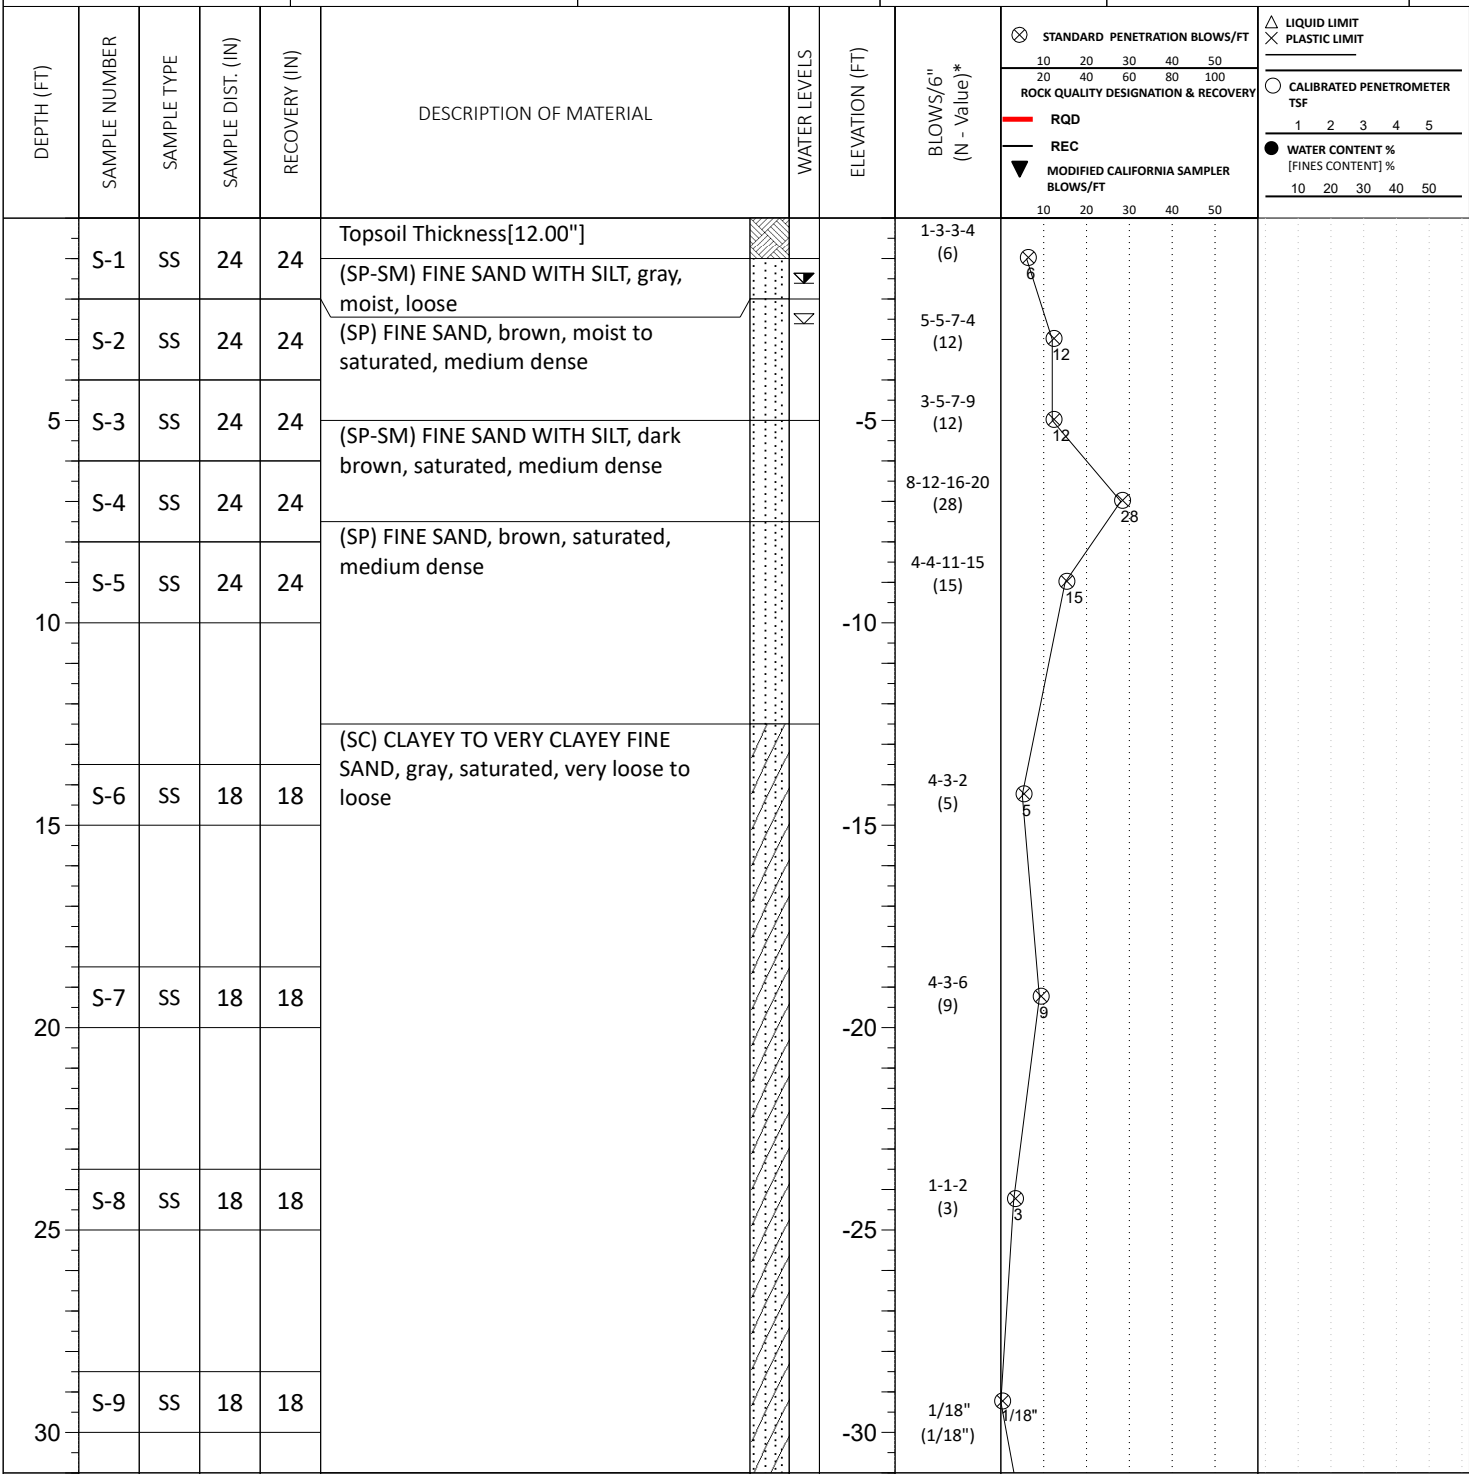 DEPTH (FT)
SAMPLE NUMBER
SAMPLE TYPE
SAMPLE DIST. (IN)
RECOVERY (IN)
DESCRIPTION OF MATERIAL
WATER LEVELS
ELEVATION (FT)
BLOWS/6"
(N - Value)*
STANDARD PENETRATION BLOWS/FT
10 20 30 40 50
20 40 60 80 100
ROCK QUALITY DESIGNATION & RECOVERY
RQD
REC
MODIFIED CALIFORNIA SAMPLER
BLOWS/FT
10 20 30 40 50
LIQUID LIMIT
PLASTIC LIMIT
CALIBRATED PENETROMETER
TSF
1 2 3 4 5
WATER CONTENT %
[FINES CONTENT] %
10 20 30 40 50
Topsoil Thickness[12.00"]
1-3-3-4
S-1 SS 24 24
(6)
6
(SP-SM) FINE SAND WITH SILT, gray,
moist, loose
(SP) FINE SAND, brown, moist to
saturated, medium dense
S-2 SS 24 24
5-5-7-4
(12)
12
5 S-3 SS 24 24
-5
3-5-7-9
(12)
12
(SP-SM) FINE SAND WITH SILT, dark
brown, saturated, medium dense
S-4 SS 24 24
8-12-16-20
(28)
28
(SP) FINE SAND, brown, saturated,
medium dense
S-5 SS 24 24
4-4-11-15
(15)
15
10
-10
(SC) CLAYEY TO VERY CLAYEY FINE
SAND, gray, saturated, very loose to
loose
S-6 SS 18 18
4-3-2
(5)
5
15
-15
S-7 SS 18 18
4-3-6
(9)
9
20
-20
S-8 SS 18 18
1-1-2
(3)
3
25
-25
S-9 SS 18 18
1/18"
(1/18")
1/18"
30
-30